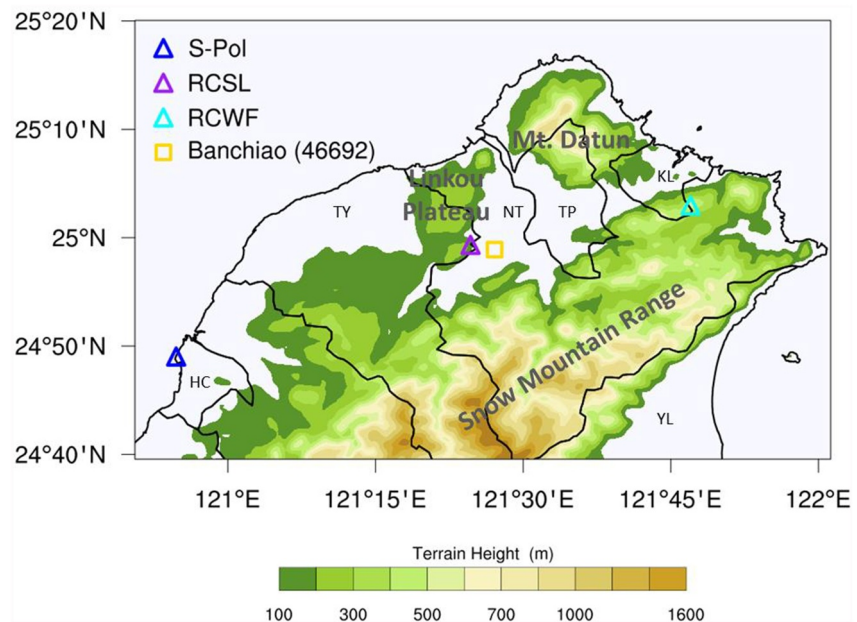 25°20'N
S-Pol
RCSL
RCWF
Banchiao (46692)
25°10'N
Mt. Datun
Linkou
Plateau
KL
TY
NT
TP
25°N
Snow Mountain Range
24°50'N
HC
YL
24°40'N
121°E
121°15'E
121°30'E
121°45'E
122°E
Terrain Height (m)
100
300
500
700
1000
1600